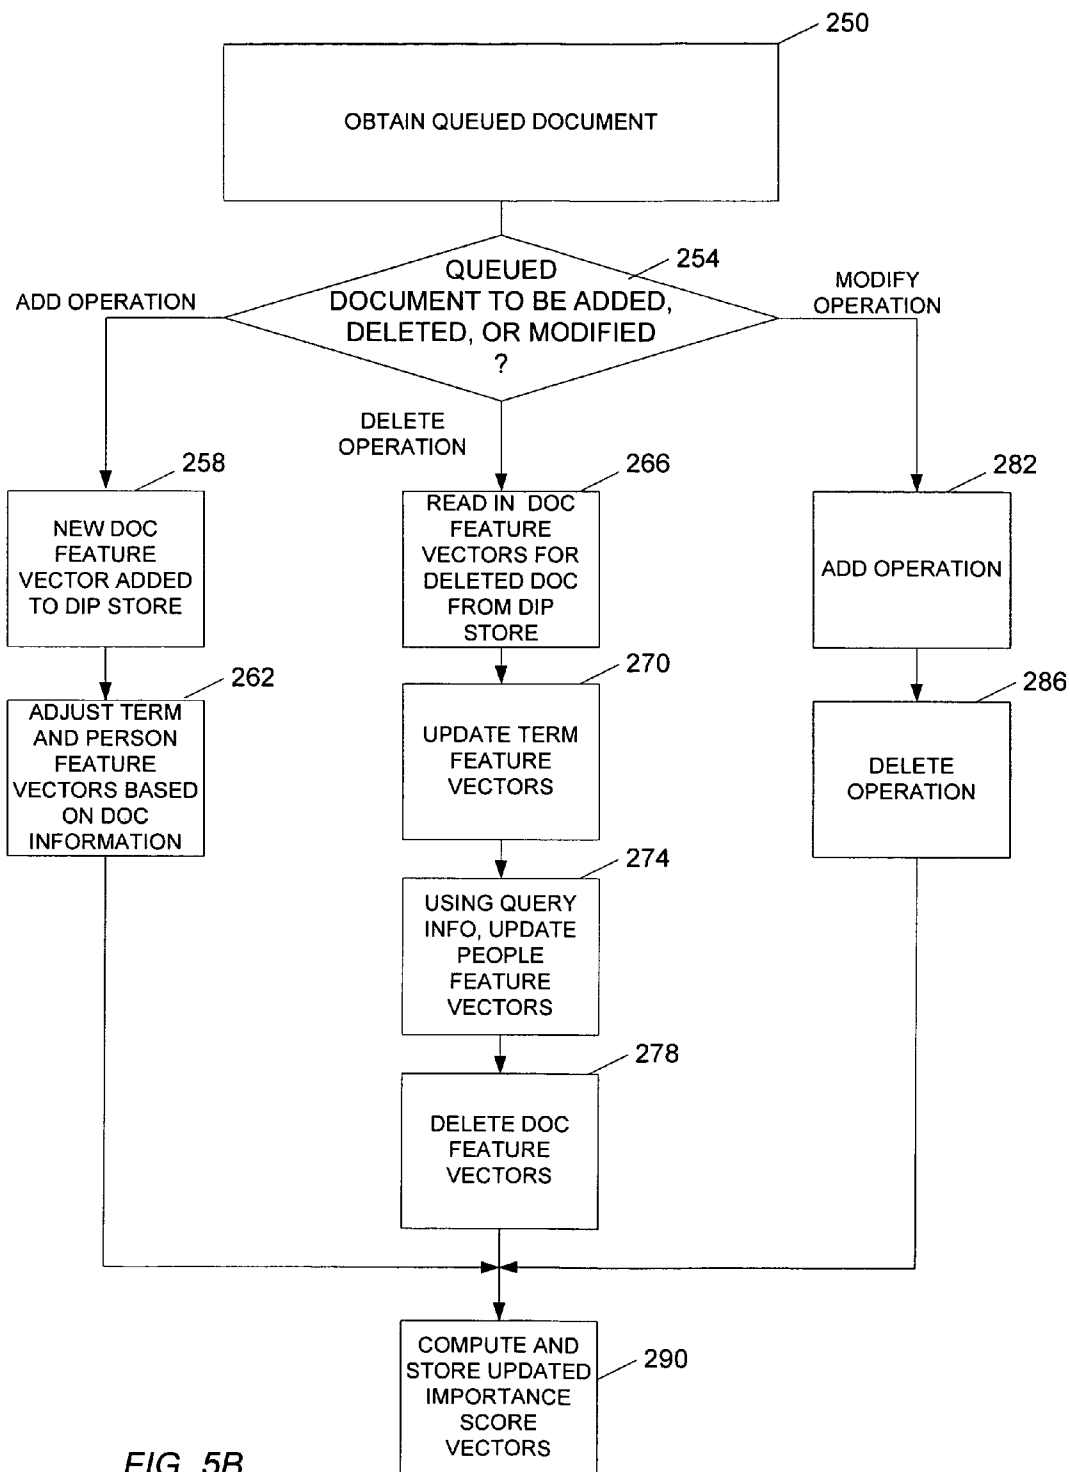 250
OBTAIN QUEUED DOCUMENT
254
QUEUED
DOCUMENT TO BE ADDED,
DELETED, OR MODIFIED
?
ADD OPERATION
MODIFY
OPERATION
DELETE
OPERATION
258
NEW DOC
FEATURE
VECTOR ADDED
TO DIP STORE
262
ADJUST TERM
AND PERSON
FEATURE
VECTORS BASED
ON DOC
INFORMATION
266
READ IN DOC
FEATURE
VECTORS FOR
DELETED DOC
FROM DIP
STORE
270
UPDATE TERM
FEATURE
VECTORS
274
USING QUERY
INFO, UPDATE
PEOPLE
FEATURE
VECTORS
278
DELETE DOC
FEATURE
VECTORS
282
ADD OPERATION
286
DELETE
OPERATION
290
COMPUTE AND
STORE UPDATED
IMPORTANCE
SCORE
VECTORS
FIG. 5B